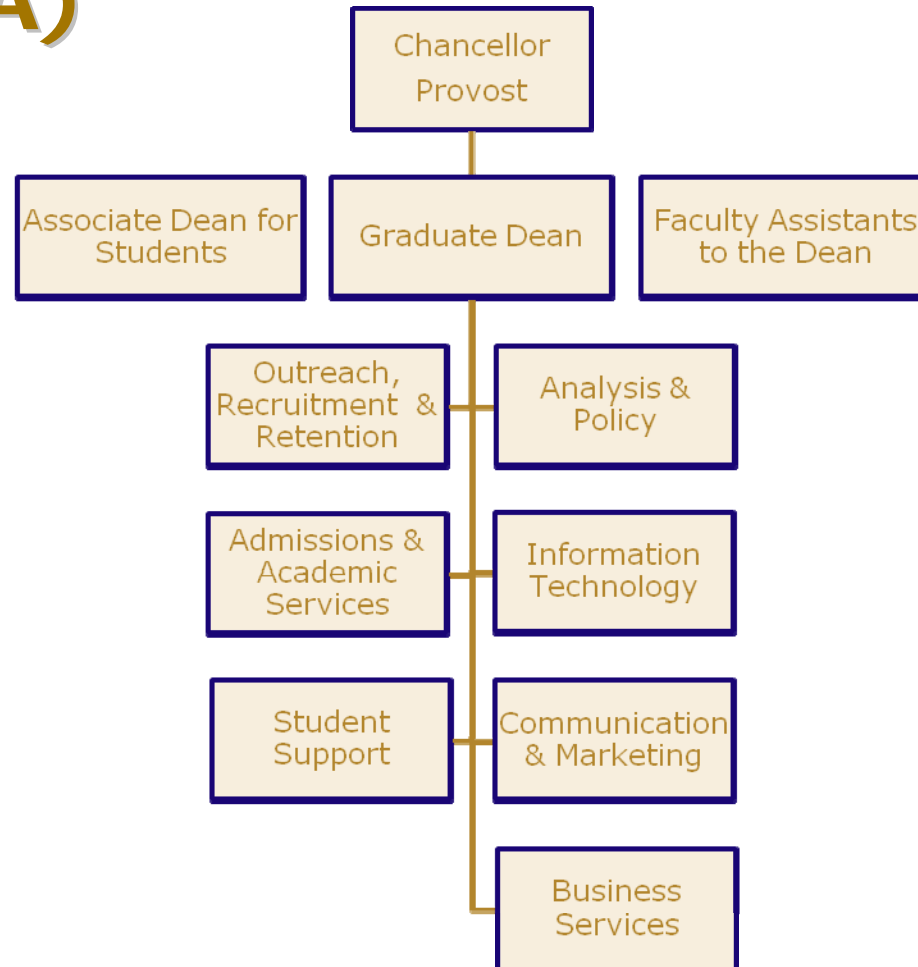 A)
Chancellor
Provost
Associate Dean for
Students
Graduate Dean
Faculty Assistants
to the Dean
Outreach,
Recruitment &
Retention
Analysis &
Policy
Admissions &
Academic
Services
Information
Technology
Student
Support
Communication
& Marketing
Business
Services